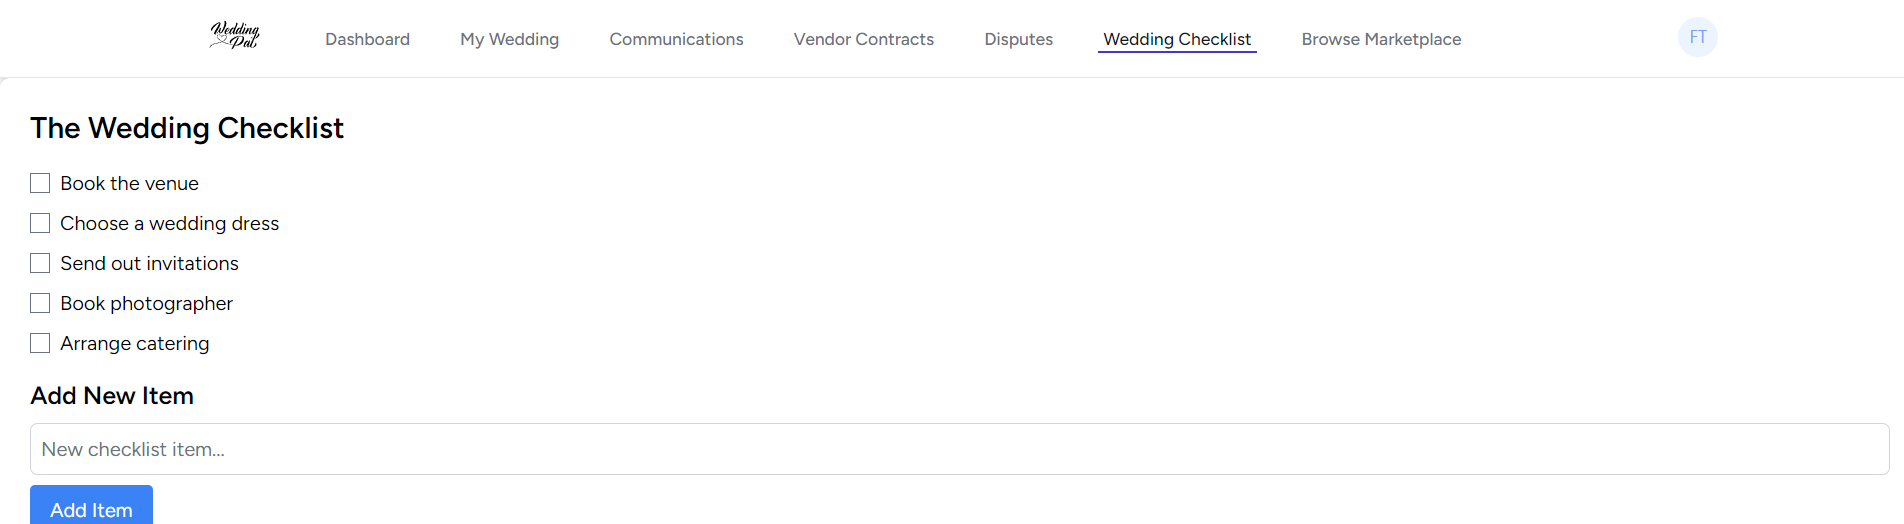 Wedding Pal
Dashboard My Wedding Communications Vendor Contracts Disputes Wedding Checklist Browse Marketplace FT
The Wedding Checklist
Book the venue
Choose a wedding dress
Send out invitations
Book photographer
Arrange catering
Add New Item
New checklist item...
Add Item